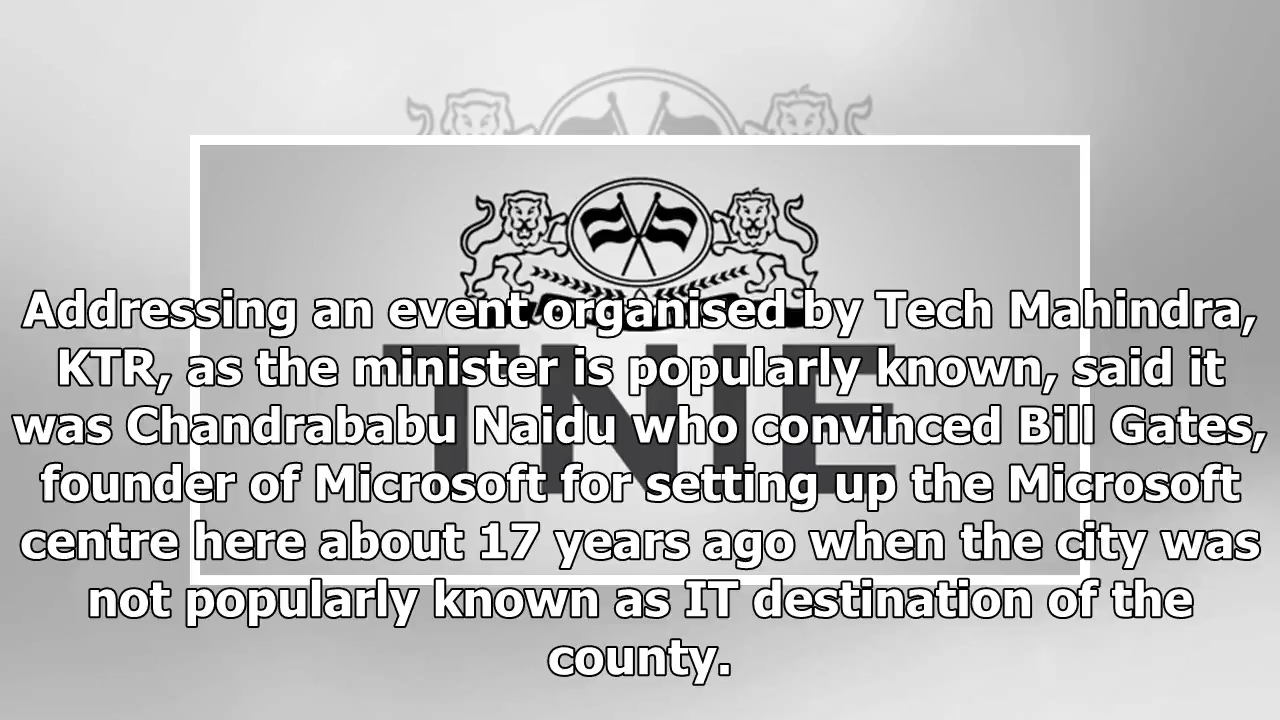 Addressing an event organised by Tech Mahindra,
KTR, as the minister is popularly known, said it
was Chandrababu Naidu who convinced Bill Gates,
founder of Microsoft for setting up the Microsoft
centre here about 17 years ago when the city was
not popularly known as IT destination of the
county.
TNIE